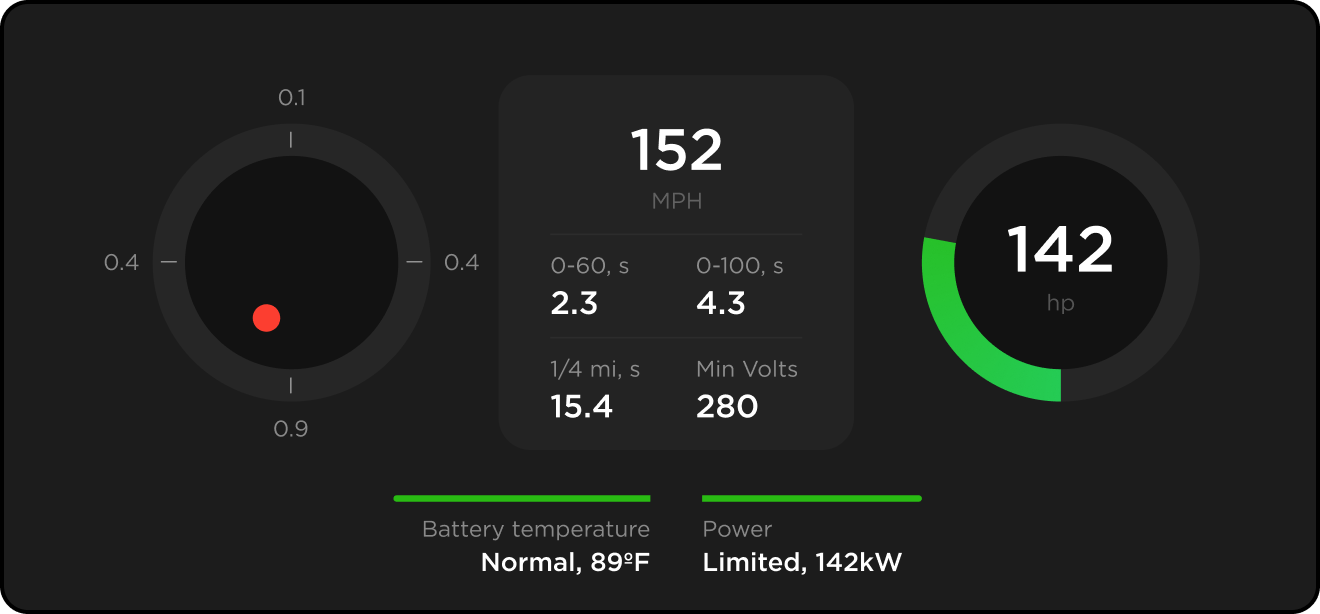 0.1
0.4
0.4
0.9
152
MPH
0-60, s
2.3
0-100, s
4.3
1/4 mi, s
15.4
Min Volts
280
142
hp
Battery temperature
Normal, 89ºF
Power
Limited, 142kW